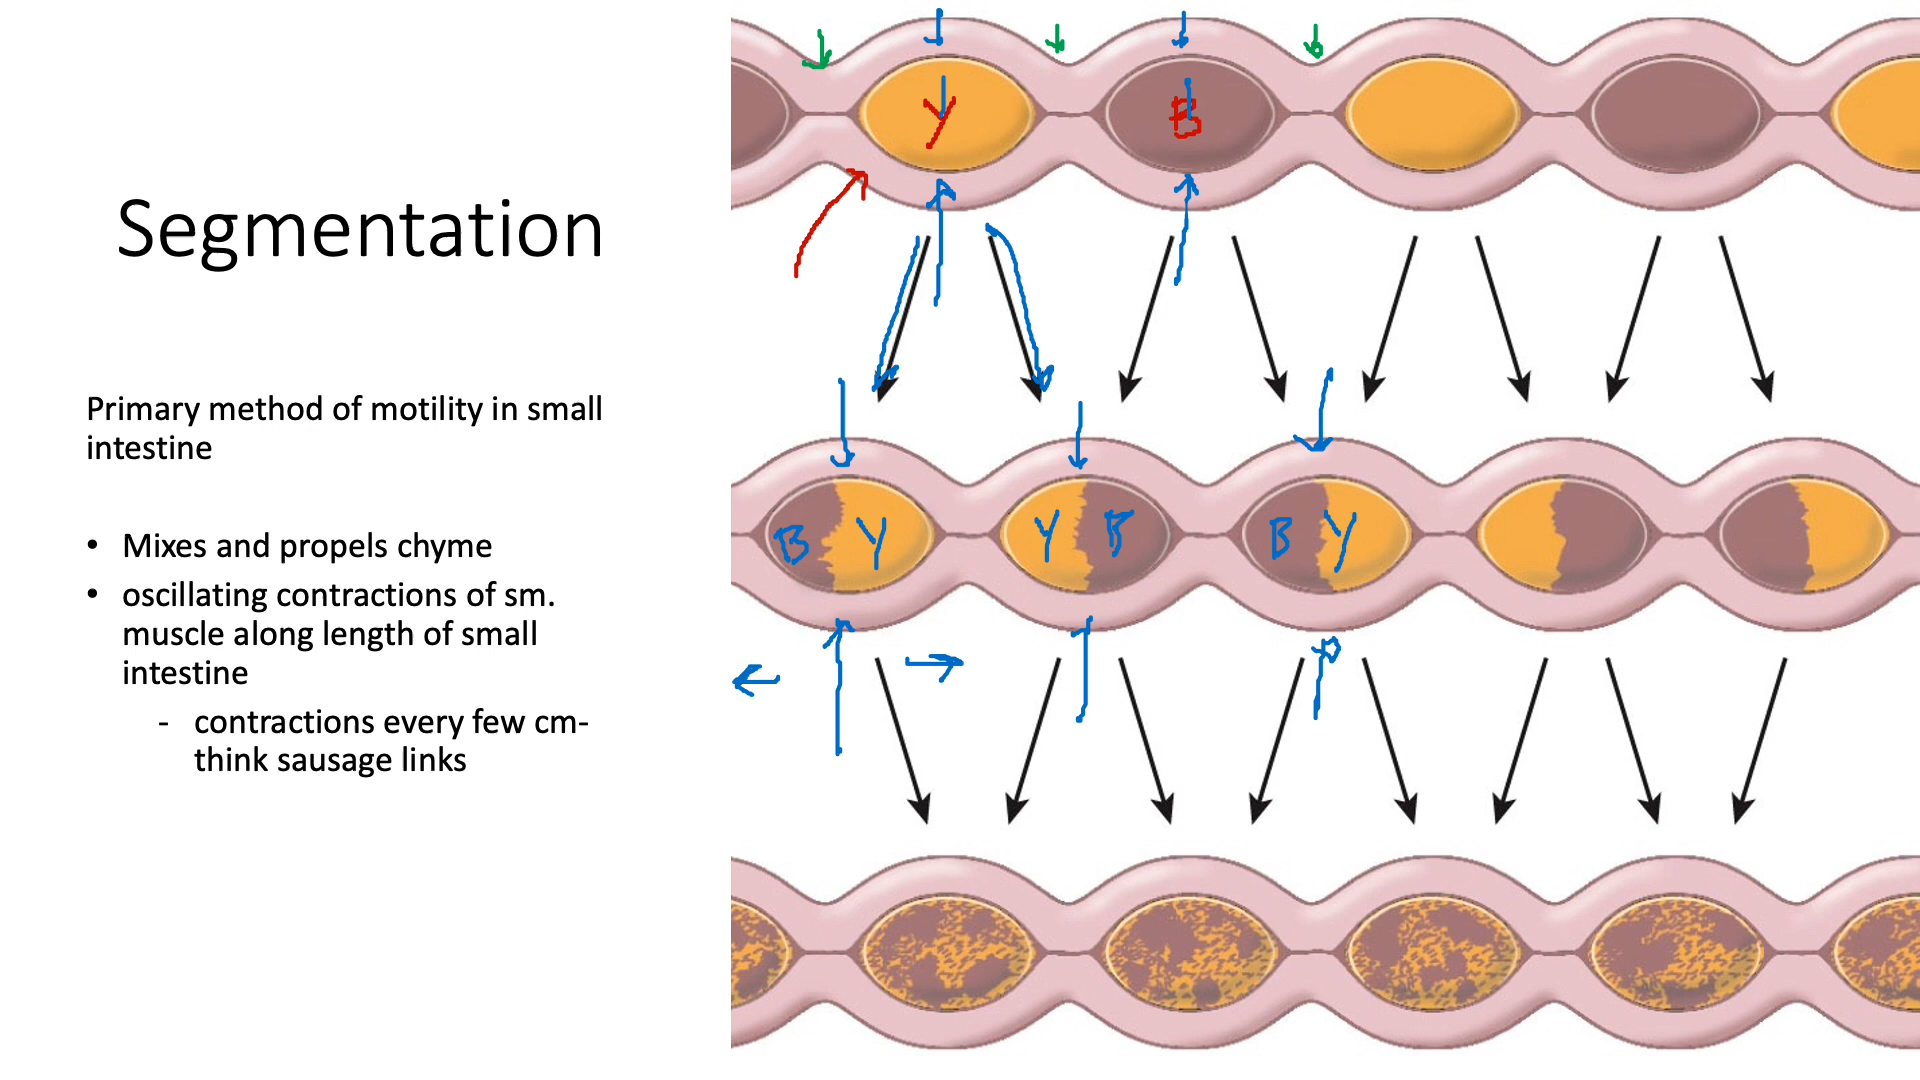 Segmentation
Primary method of motility in small
intestine
• Mixes and propels chyme
• oscillating contractions of sm.
muscle along length of small
intestine
- contractions every few cm-
think sausage links
Y B
B Y Y B B Y